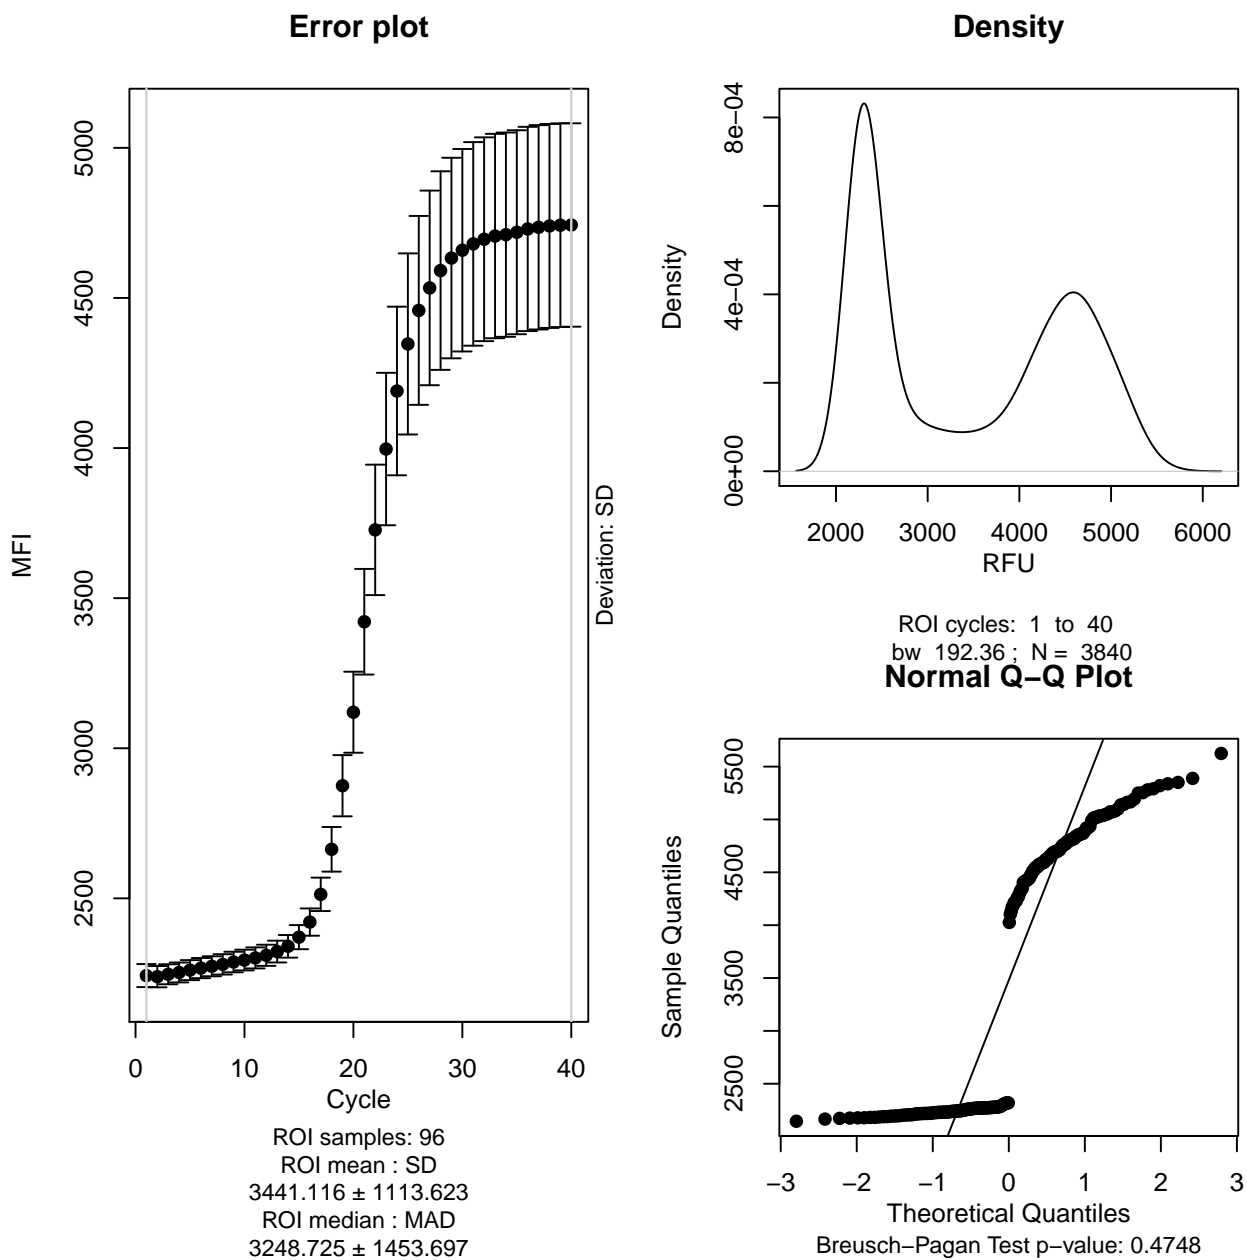 Error plot
MFI
5000
4500
4000
3500
3000
2500
0 10 20 30 40
Cycle
Deviation: SD
ROI samples: 96
ROI mean : SD
3441.116 ± 1113.623
ROI median : MAD
3248.725 ± 1453.697
Density
Density
8e−04
4e−04
0e+00
2000 3000 4000 5000 6000
RFU
ROI cycles: 1 to 40
bw 192.36 ; N = 3840
Normal Q−Q Plot
Sample Quantiles
5500
4500
3500
2500
−3 −2 −1 0 1 2 3
Theoretical Quantiles
Breusch−Pagan Test p−value: 0.4748